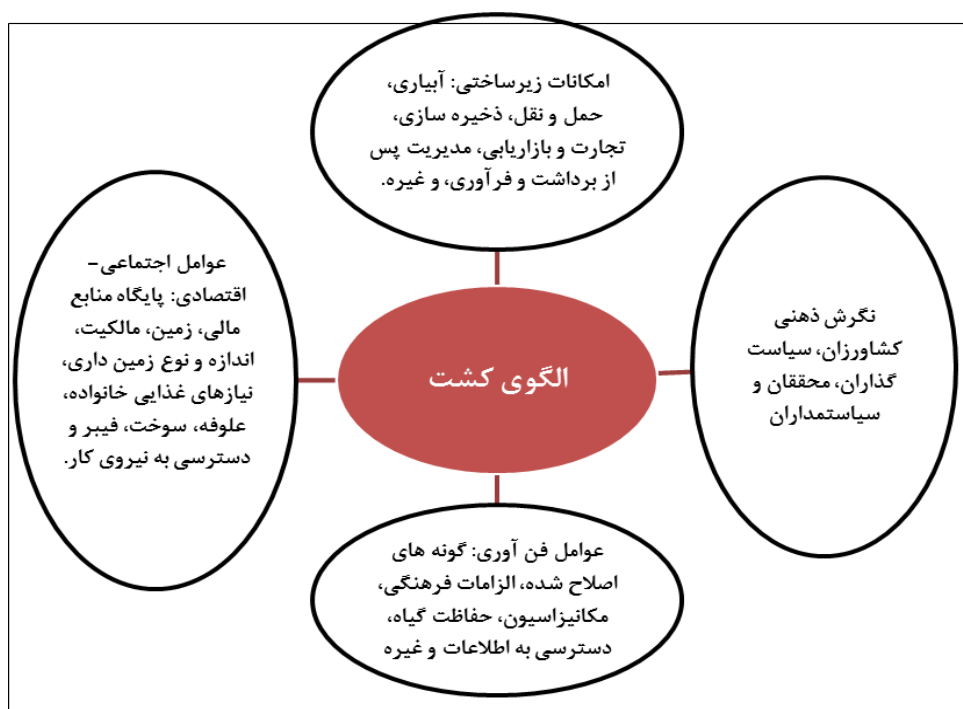 امکانات زیرساختی: آبیاری،
حمل و نقل، ذخیره سازی،
تجارت و بازاریابی، مدیریت پس
از برداشت و فرآوری، و غیره.
نگرش ذهنی
کشاورزان، سیاست
گذاران، محققان و
سیاستمداران
الگوی کشت
عوامل اجتماعی-
اقتصادی: پایگاه منابع
مالی، زمین، مالکیت،
اندازه و نوع زمین داری،
نیازهای غذایی خانواده،
علوفه، سوخت، فیبر و
دسترسی به نیروی کار.
عوامل فن آوری: گونه های
اصلاح شده، الزامات فرهنگی،
مکانیزاسیون، حفاظت گیاه،
دسترسی به اطلاعات و غیره